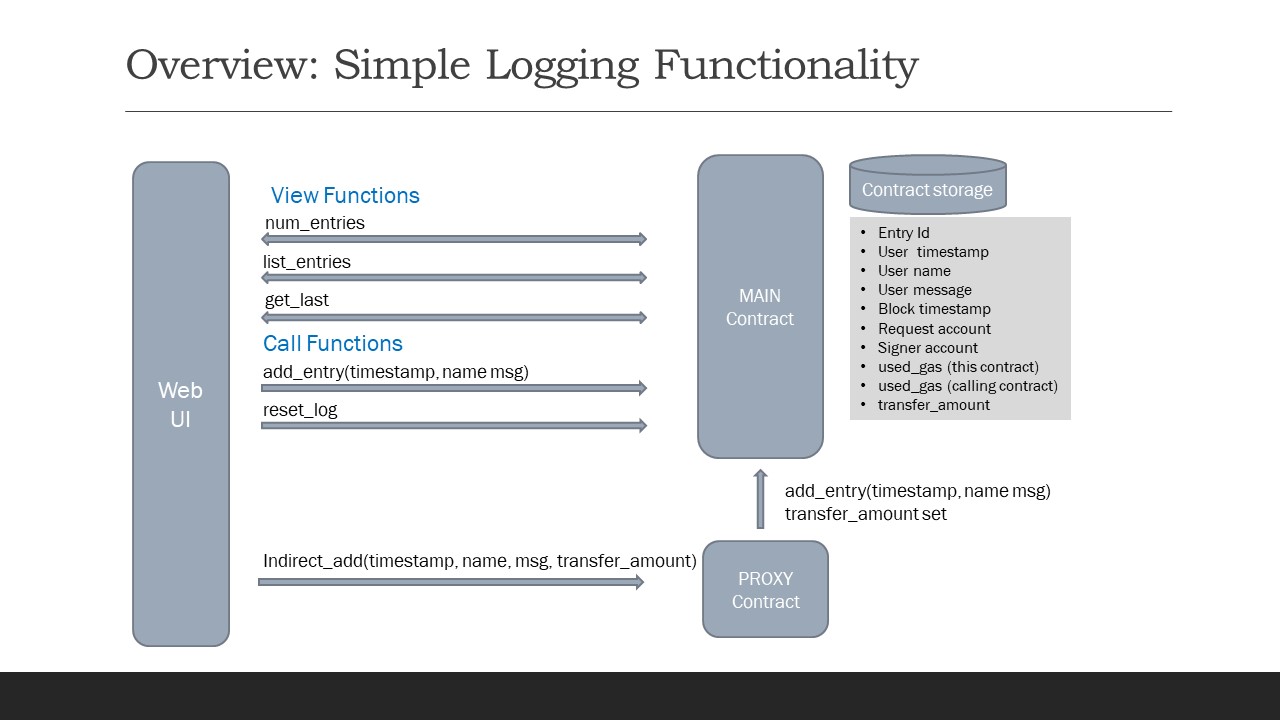 Overview: Simple Logging Functionality
Web
UI
View Functions
num_entries
list_entries
get_last
Call Functions
add_entry(timestamp, name msg)
reset_log
Indirect_add(timestamp, name, msg, transfer_amount)
MAIN
Contract
Contract storage
• Entry Id
• User  timestamp
• User name
• User message
• Block timestamp
• Request account
• Signer account
• used_gas (this contract)
• used_gas (calling contract)
• transfer_amount
add_entry(timestamp, name msg)
transfer_amount set
PROXY
Contract